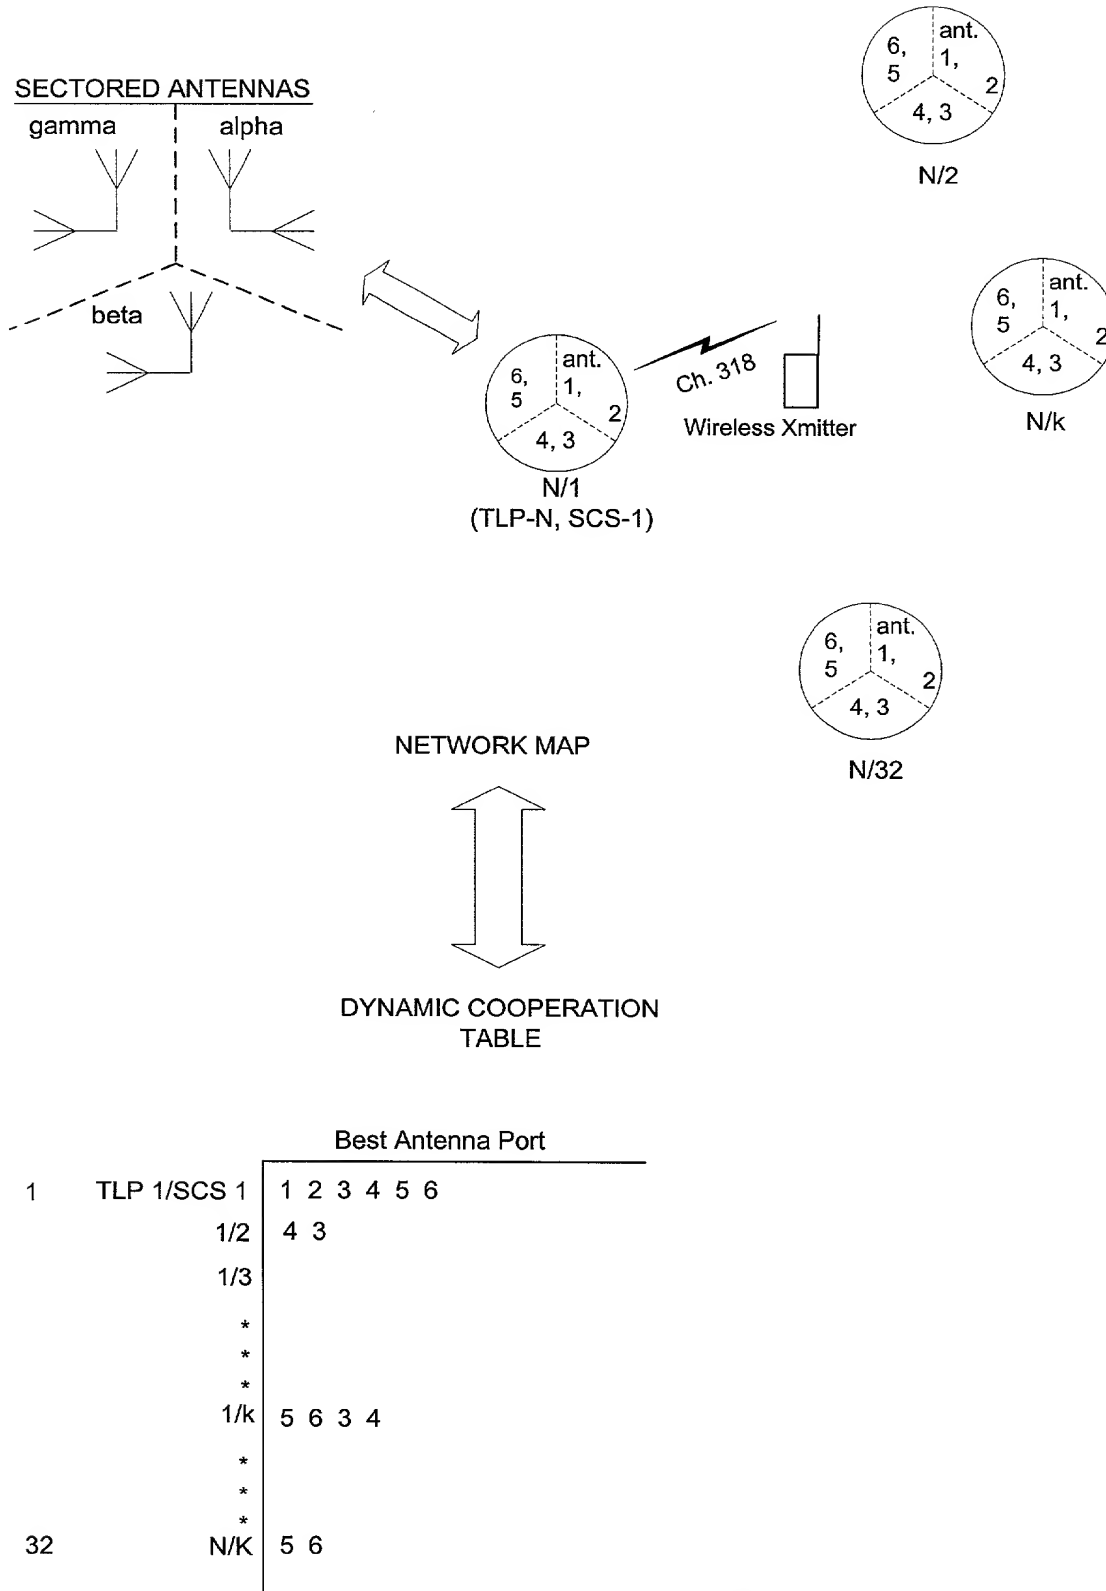 SECTORED ANTENNAS
gamma
alpha
beta
6,
5
ant.
1,
2
4, 3
N/2
6,
5
ant.
1,
2
4, 3
N/k
6,
5
ant.
1,
2
4, 3
N/1
(TLP-N, SCS-1)
Ch. 318
Wireless Xmitter
6,
5
ant.
1,
2
4, 3
N/32
NETWORK MAP
DYNAMIC COOPERATION
TABLE
Best Antenna Port
1 TLP 1/SCS 1 1 2 3 4 5 6
1/2 4 3
1/3
*
*
*
1/k 5 6 3 4
*
*
*
32 N/K 5 6